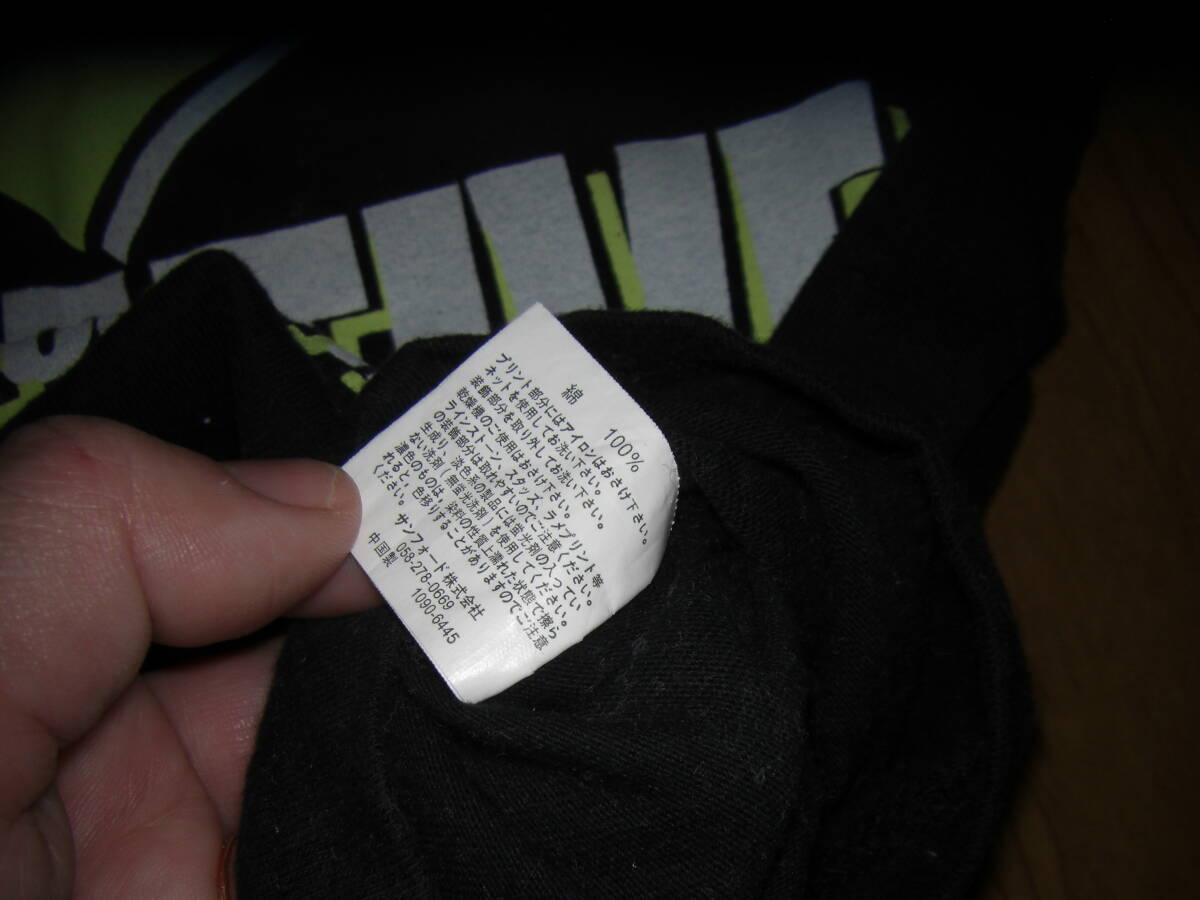 綿 100%
プリント部分にはアイロンはおさけ下さい。
ネットを使用してお洗い下さい。
装飾部分を取り外してお洗い下さい。
乾燥機のご使用はおさけ下さい。
ラインストーン、スタッズ、ラメプリント等
の装飾部分は取れやすいのでご注意ください。
生成り、淡色系の製品には蛍光剤の入ってい
ない洗剤(無蛍光洗剤)を使用してください。
濃色のものは、染料の性質上濡れた状態で擦ら
れると、色移りすることがありますのでご注意
ください。
サンフォード株式会社
058-278-0669
中国製 1090-6445